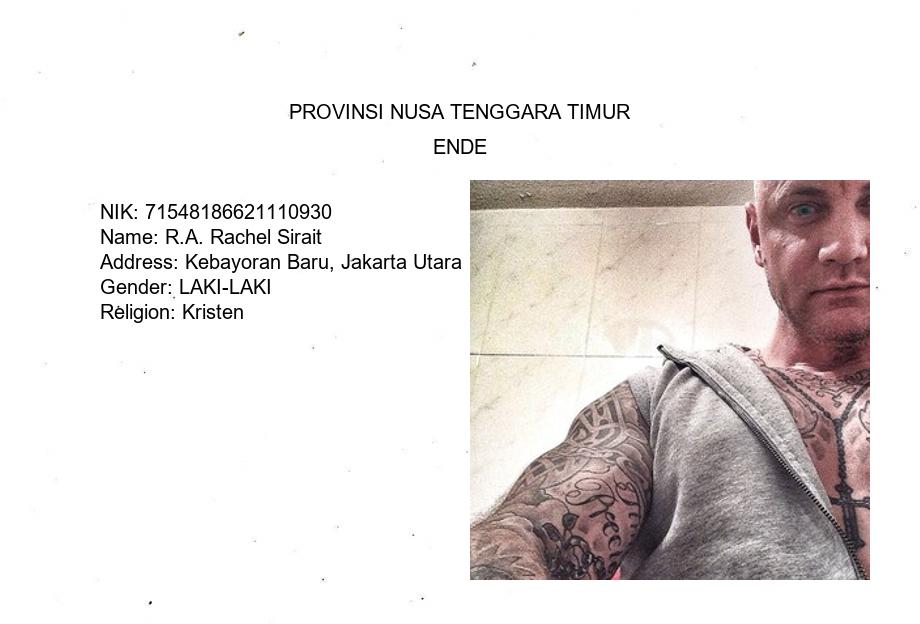 PROVINSI NUSA TENGGARA TIMUR
ENDE
NIK: 71548186621110930
Name: R.A. Rachel Sirait
Address: Kebayoran Baru, Jakarta Utara
Gender: LAKI-LAKI
Religion: Kristen